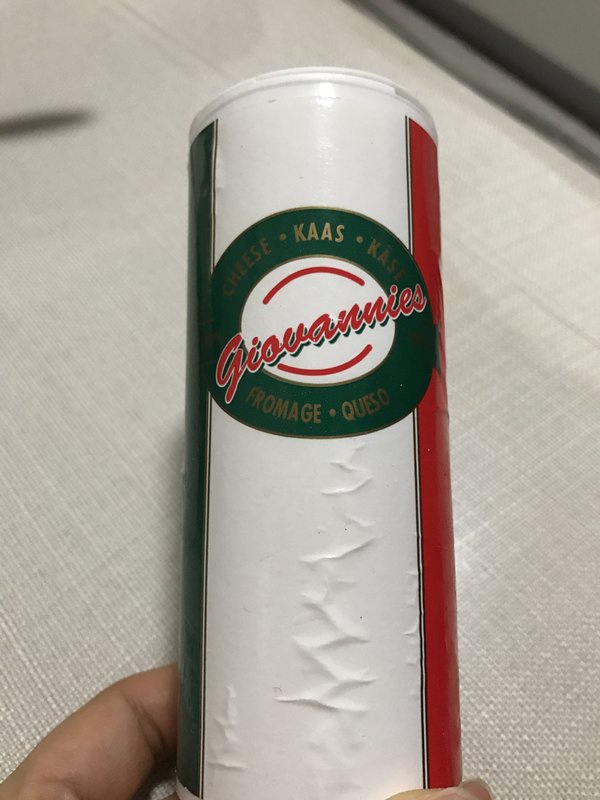 CHEESE • KAAS • KÄSE
Giovannies
FROMAGE • QUESO